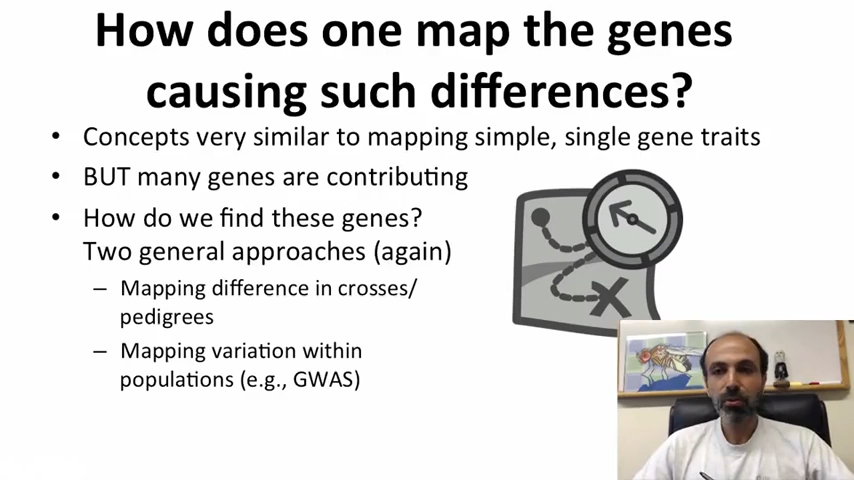 How does one map the genes
causing such differences?
• Concepts very similar to mapping simple, single gene traits
• BUT many genes are contributing
• How do we find these genes?
Two general approaches (again)
– Mapping difference in crosses/
pedigrees
– Mapping variation within
populations (e.g., GWAS)